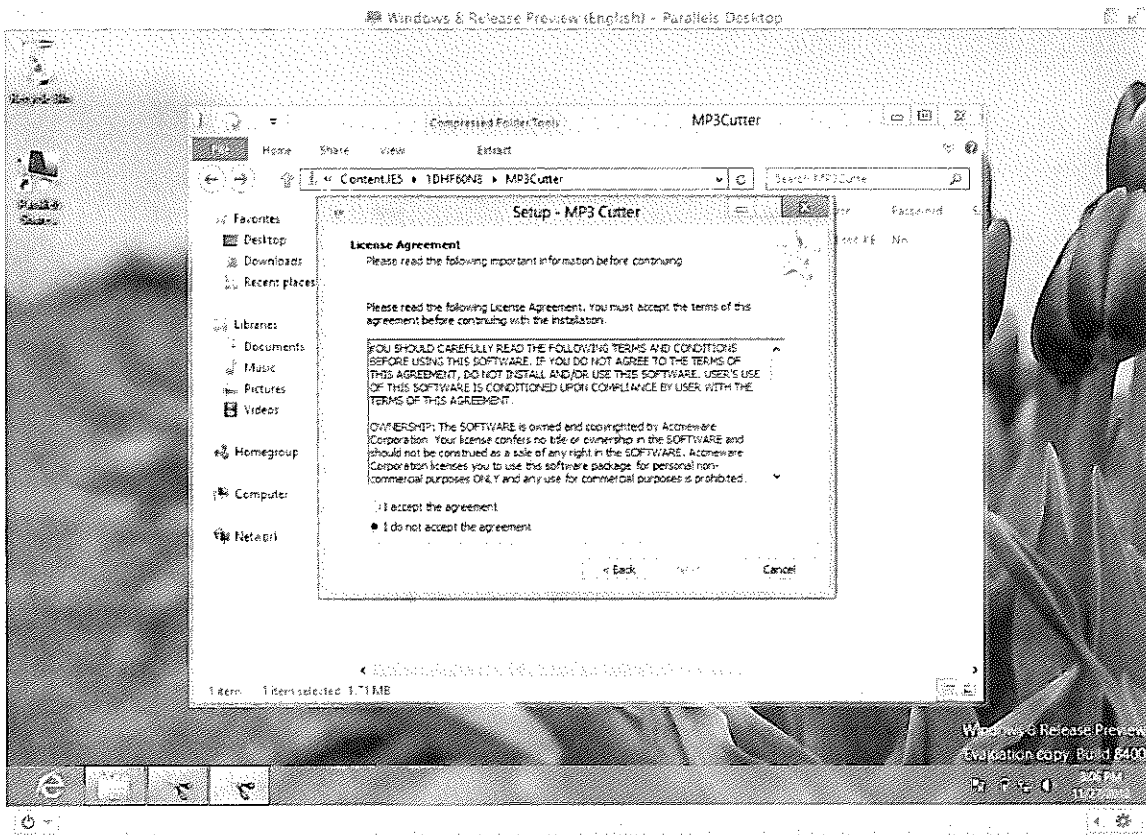 Windows 8 Release Preview (English) - Parallels Desktop
Recycle Bin
Compressed Folder Tools
MP3Cutter
Home Share View Extract
Content.IE5 1DHF60N8 MP3Cutter
Search MP3Cutter
Favorites
Desktop
Downloads
Recent places
Libraries
Documents
Music
Pictures
Videos
Homegroup
Computer
Network
No
Setup - MP3 Cutter
License Agreement
Please read the following important information before continuing
Please read the following License Agreement. You must accept the terms of this
agreement before continuing with the installation.
YOU SHOULD CAREFULLY READ THE FOLLOWING TERMS AND CONDITIONS
BEFORE USING THIS SOFTWARE. IF YOU DO NOT AGREE TO THE TERMS OF
THIS AGREEMENT, DO NOT INSTALL AND/OR USE THIS SOFTWARE. USER'S USE
OF THIS SOFTWARE IS CONDITIONED UPON COMPLIANCE BY USER WITH THE
TERMS OF THIS AGREEMENT.
OWNERSHIP: The SOFTWARE is owned and copyrighted by
Corporation. Your license confers no title or ownership in the SOFTWARE and
should not be construed as a sale of any right in the SOFTWARE.
Corporation licenses you to use this software package for personal non-
commercial purposes ONLY and any use for commercial purposes is prohibited.
I accept the agreement
I do not accept the agreement
< Back
Cancel
1 item 1 item selected 1.71 MB
Windows 8 Release Preview
Evaluation copy. Build 8400
3:06 PM